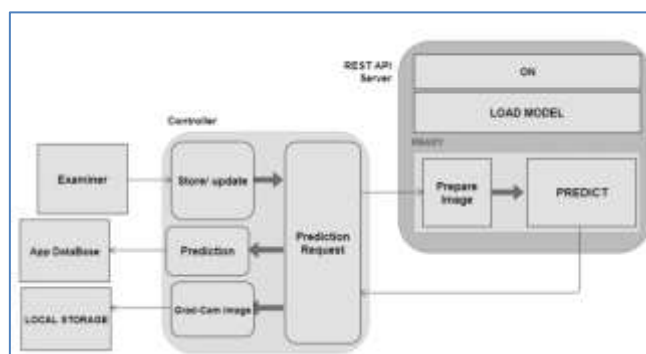 REST API
Server
ON
LOAD MODEL
READY
Controller
Examiner
Store/ update
Prepare
Image
PREDICT
App DataBase
Prediction
Prediction
Request
LOCAL STORAGE
Grad-Cam image